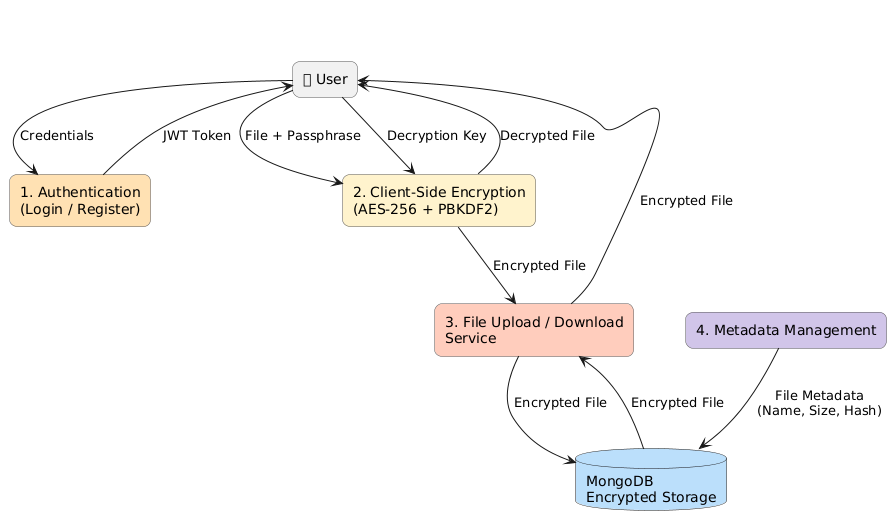 User
Credentials
JWT Token
File + Passphrase
Decryption Key
Decrypted File
1. Authentication
(Login / Register)
2. Client-Side Encryption
(AES-256 + PBKDF2)
Encrypted File
Encrypted File
3. File Upload / Download
Service
4. Metadata Management
Encrypted File
Encrypted File
File Metadata
(Name, Size, Hash)
MongoDB
Encrypted Storage